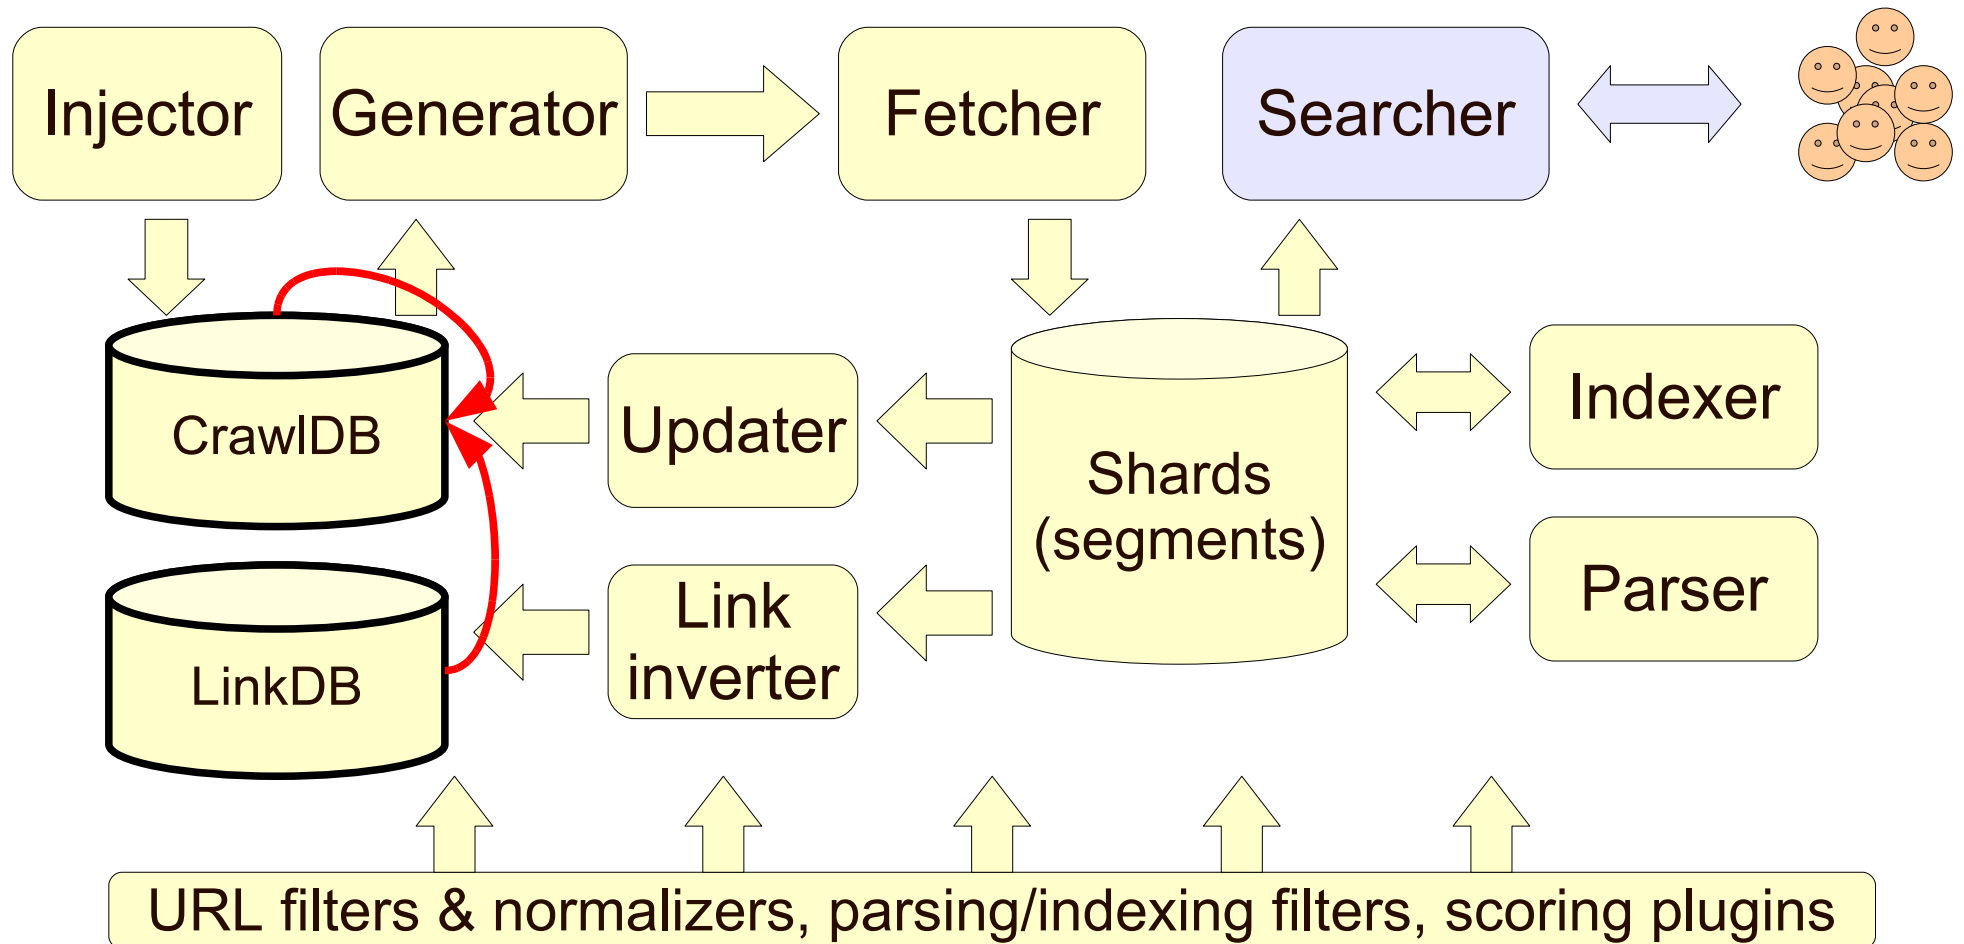 Injector
Generator
Fetcher
Searcher
CrawlDB
Updater
Shards
(segments)
Indexer
LinkDB
Link
inverter
Parser
URL filters & normalizers, parsing/indexing filters, scoring plugins